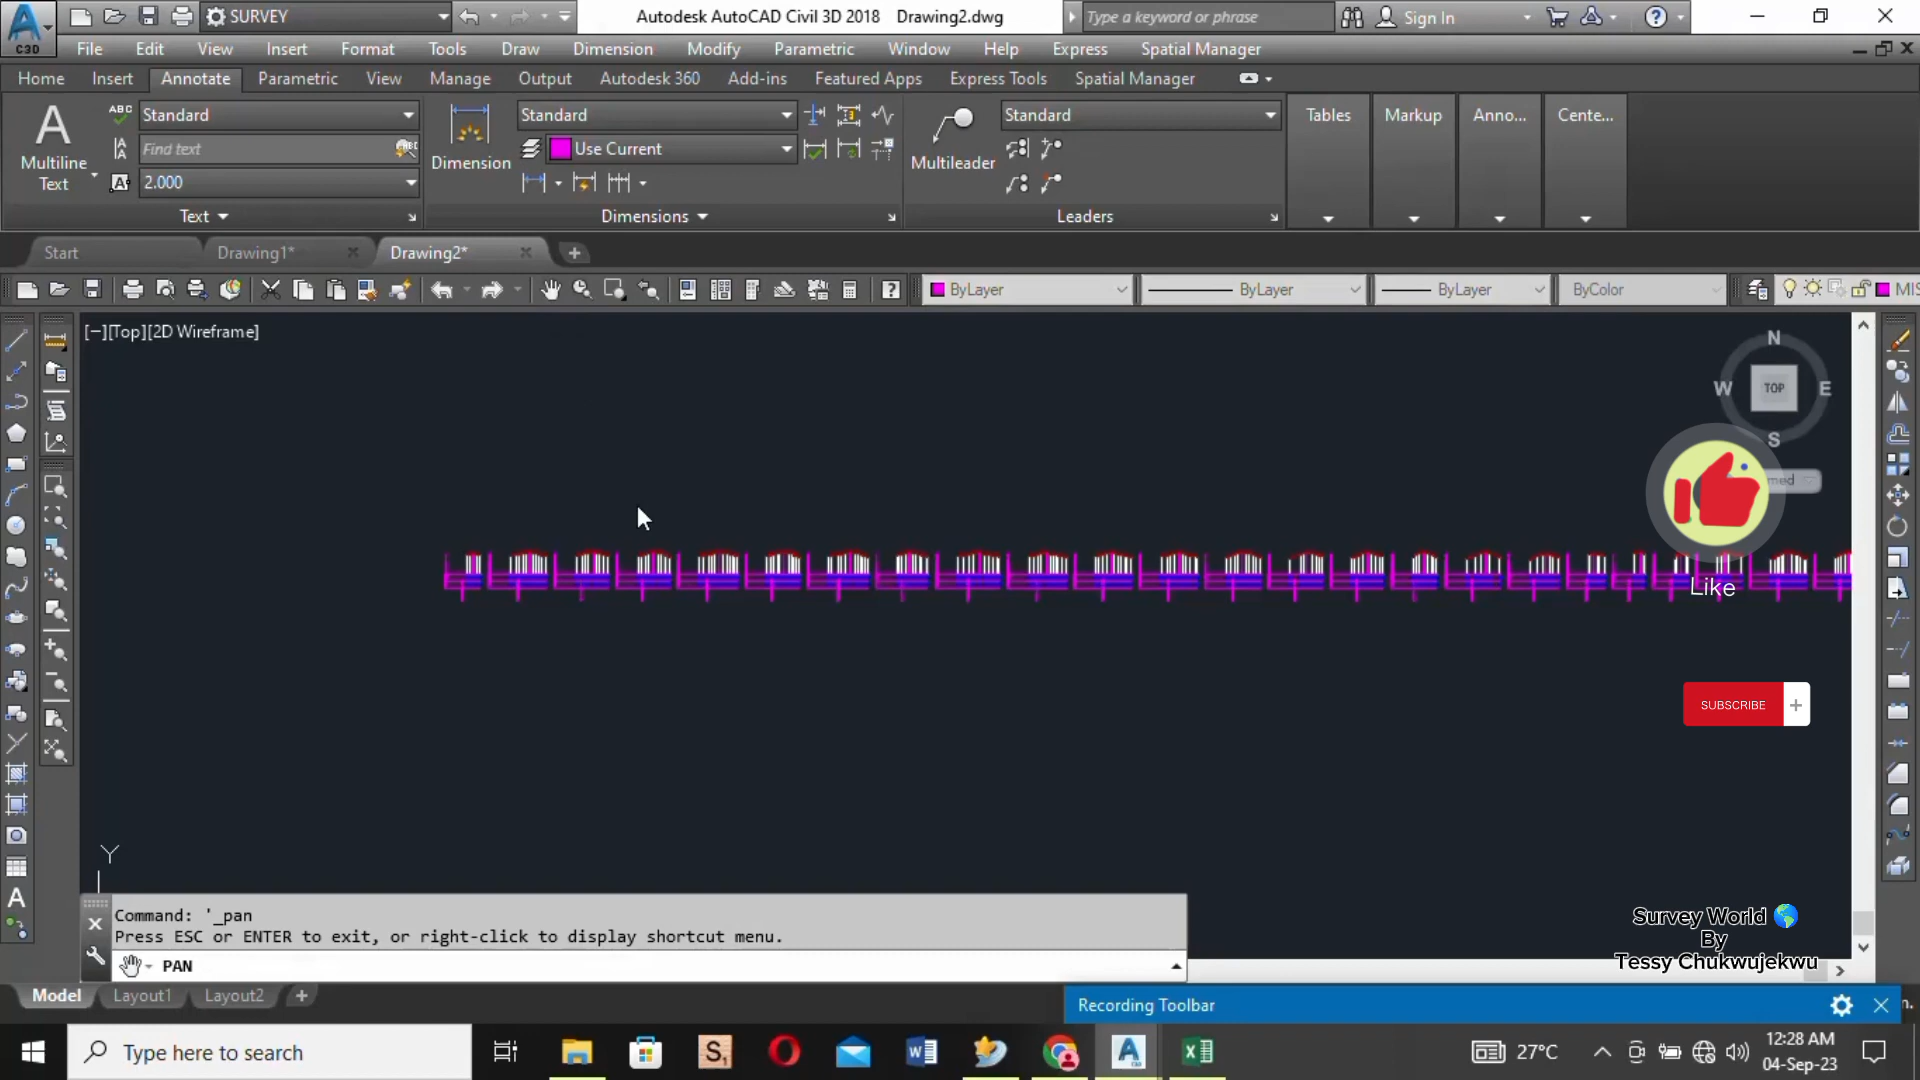 SURVEY
Autodesk AutoCAD Civil 3D 2018 Drawing2.dwg
Type a keyword or phrase
Sign In
C3D
File Edit View Insert Format Tools Draw Dimension Modify Parametric Window Help Express Spatial Manager
Home Insert Annotate Parametric View Manage Output Autodesk 360 Add-ins Featured Apps Express Tools Spatial Manager
Multiline Text
ABC Standard
Find text
2.000
Text
Dimension
Standard
Use Current
Dimensions
Multileader
Standard
Leaders
Tables
Markup
Anno...
Cente...
Start Drawing1* Drawing2*
ByLayer ByLayer ByLayer ByColor MIS
[−][Top][2D Wireframe]
N
W TOP E
S
Like
SUBSCRIBE +
Y
Command: '_pan
Press ESC or ENTER to exit, or right-click to display shortcut menu.
PAN
Survey World
By
Tessy Chukwujekwu
Model Layout1 Layout2 +
Recording Toolbar
Type here to search
27°C
12:28 AM
04-Sep-23